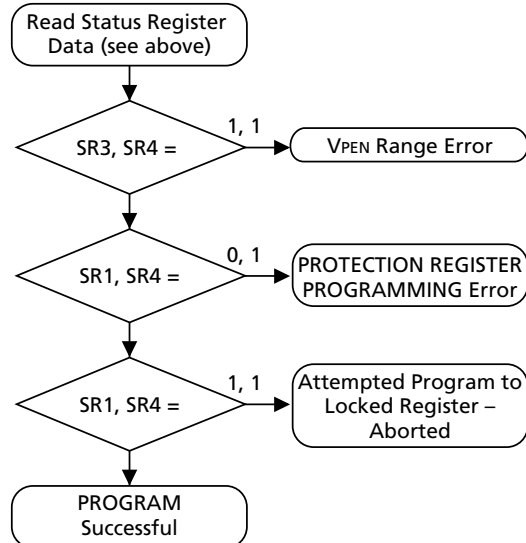 Read Status Register
Data (see above)
1, 1
SR3, SR4 =
VPEN Range Error
0, 1
SR1, SR4 =
PROTECTION REGISTER
PROGRAMMING Error
1, 1
SR1, SR4 =
Attempted Program to
Locked Register –
Aborted
PROGRAM
Successful